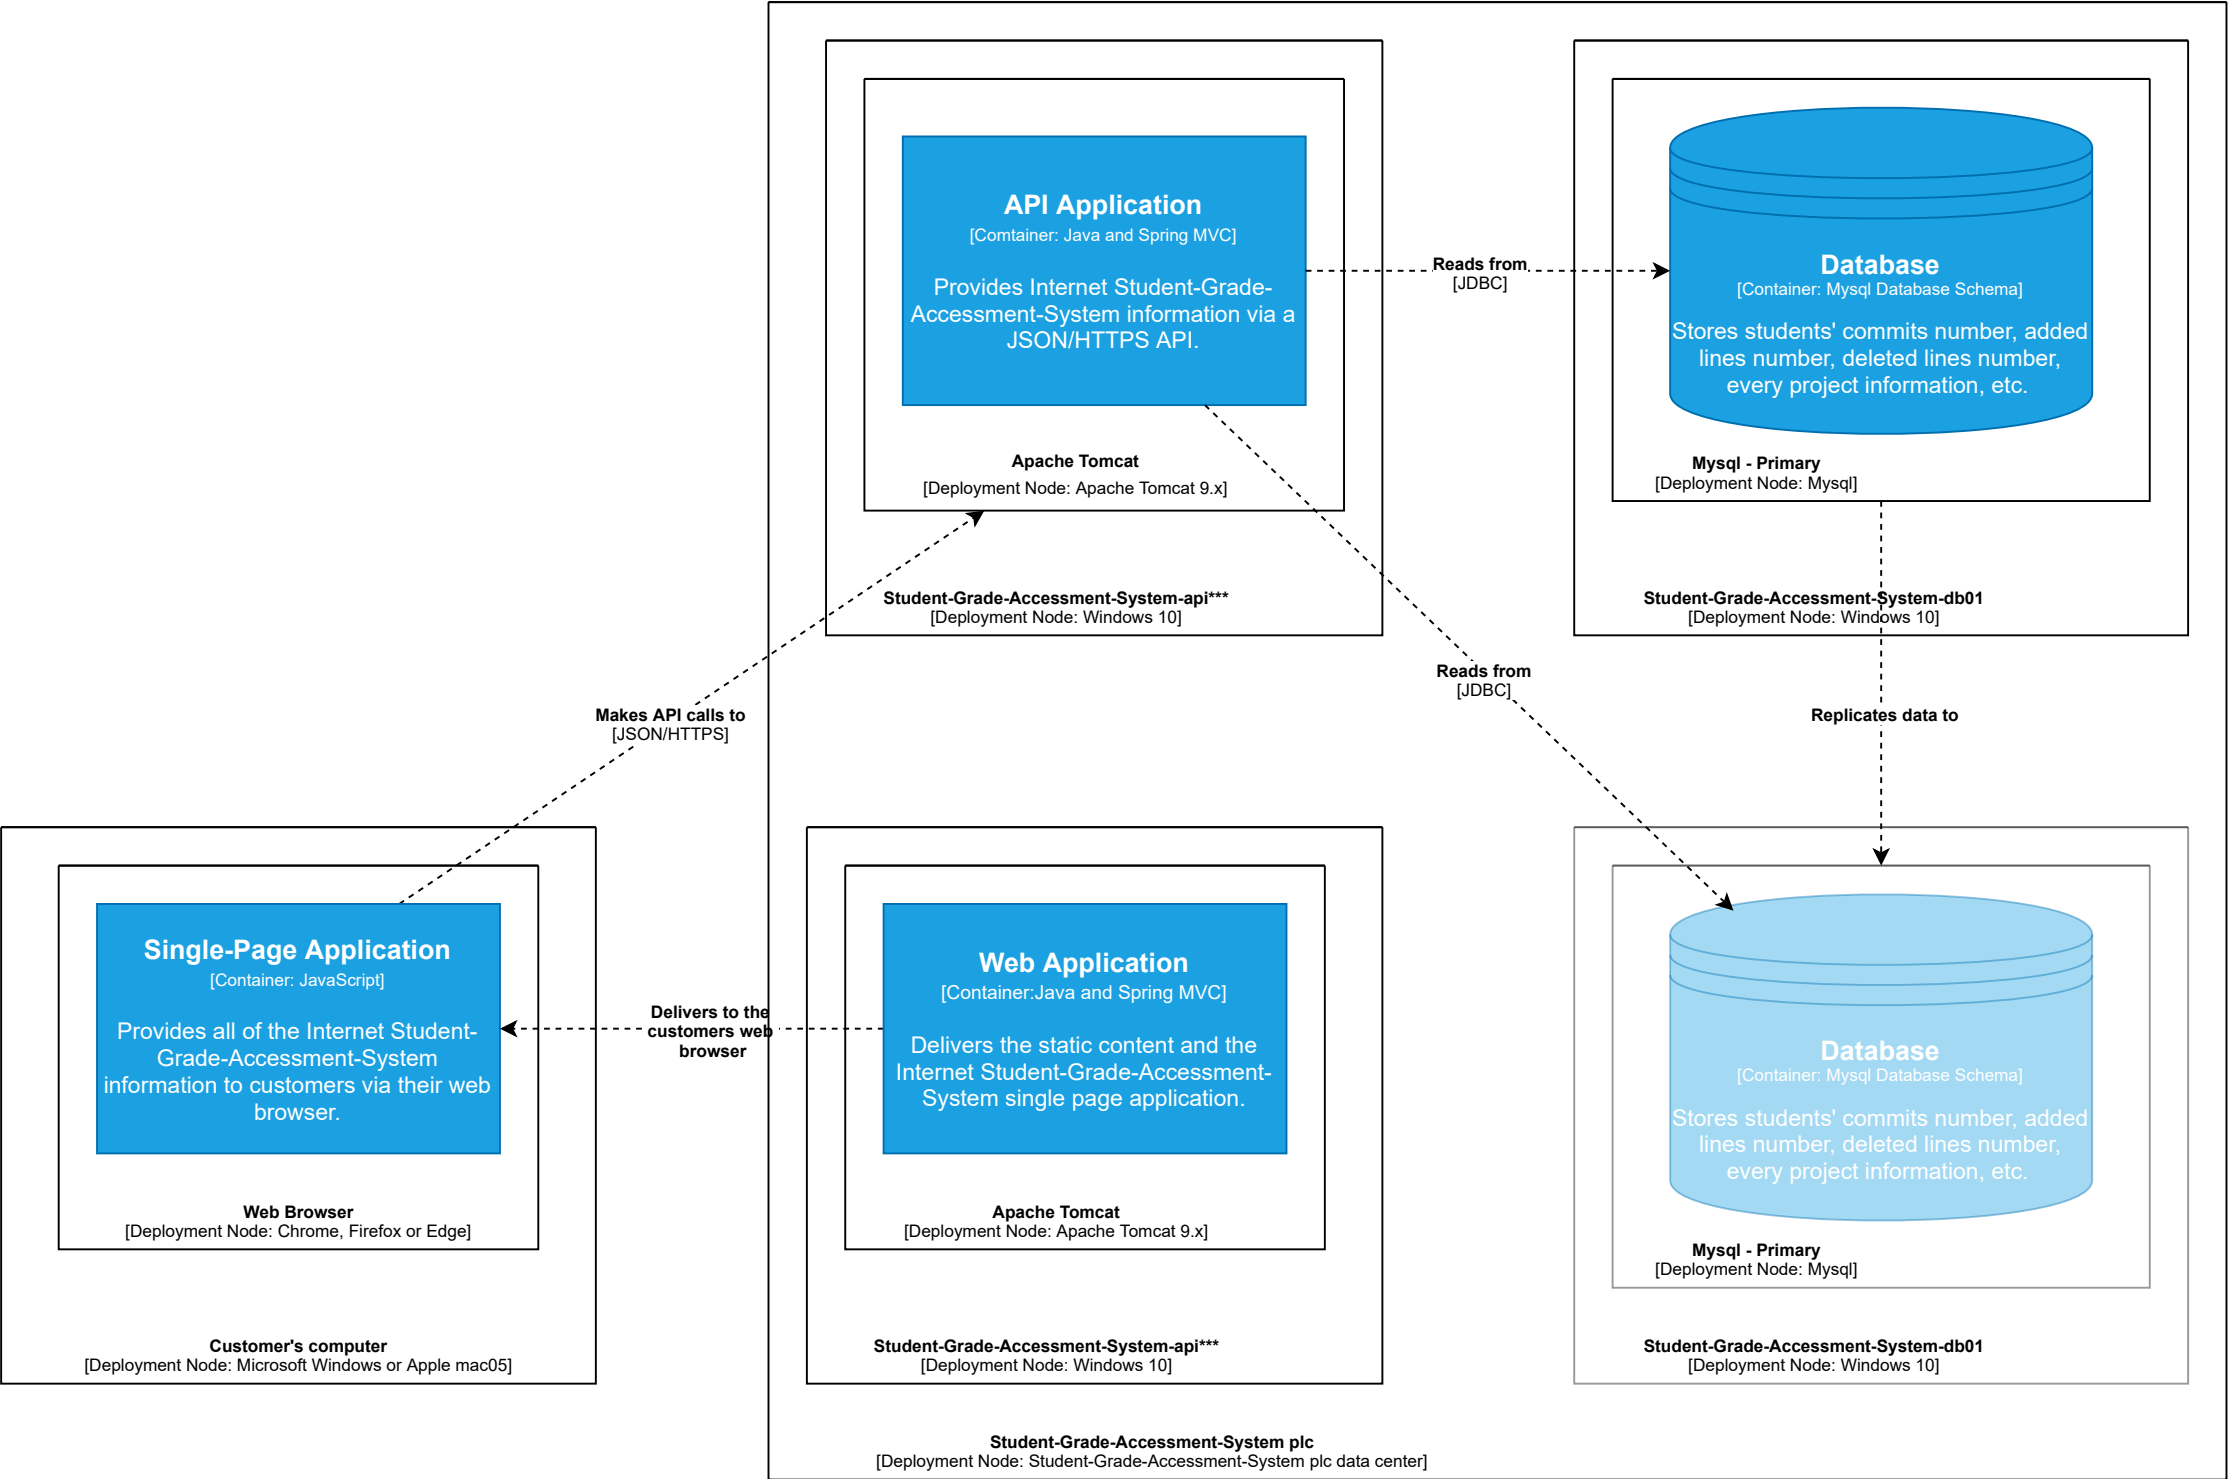 API Application
[Comtainer: Java and Spring MVC]
Provides Internet Student-Grade-
Accessment-System information via a
JSON/HTTPS API.
Apache Tomcat
[Deployment Node: Apache Tomcat 9.x]
Student-Grade-Accessment-System-api***
[Deployment Node: Windows 10]
Reads from
[JDBC]
Database
[Container: Mysql Database Schema]
Stores students' commits number, added
lines number, deleted lines number,
every project information, etc.
Mysql - Primary
[Deployment Node: Mysql]
Student-Grade-Accessment-System-db01
[Deployment Node: Windows 10]
Makes API calls to
[JSON/HTTPS]
Reads from
[JDBC]
Replicates data to
Single-Page Application
[Container: JavaScript]
Provides all of the Internet Student-
Grade-Accessment-System
information to customers via their web
browser.
Web Browser
[Deployment Node: Chrome, Firefox or Edge]
Customer's computer
[Deployment Node: Microsoft Windows or Apple mac05]
Delivers to the
customers web
browser
Web Application
[Container:Java and Spring MVC]
Delivers the static content and the
Internet Student-Grade-Accessment-
System single page application.
Apache Tomcat
[Deployment Node: Apache Tomcat 9.x]
Student-Grade-Accessment-System-api***
[Deployment Node: Windows 10]
Database
[Container: Mysql Database Schema]
Stores students' commits number, added
lines number, deleted lines number,
every project information, etc.
Mysql - Primary
[Deployment Node: Mysql]
Student-Grade-Accessment-System-db01
[Deployment Node: Windows 10]
Student-Grade-Accessment-System plc
[Deployment Node: Student-Grade-Accessment-System plc data center]